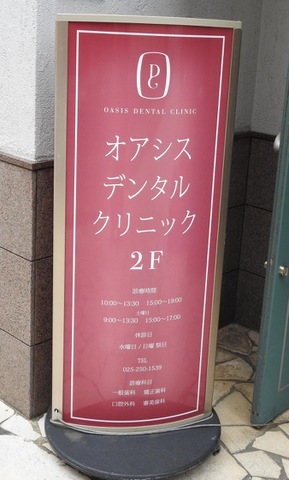 OASIS DENTAL CLINIC
オアシス
デンタル
クリニック
2F
診療時間
10:00〜13:30 15:00〜19:00
土曜日
9:00〜13:30 15:00〜17:00
休診日
水曜日/日曜 祭日
TEL
025-250-1539
診療科目
一般歯科 矯正歯科
口腔外科 審美歯科